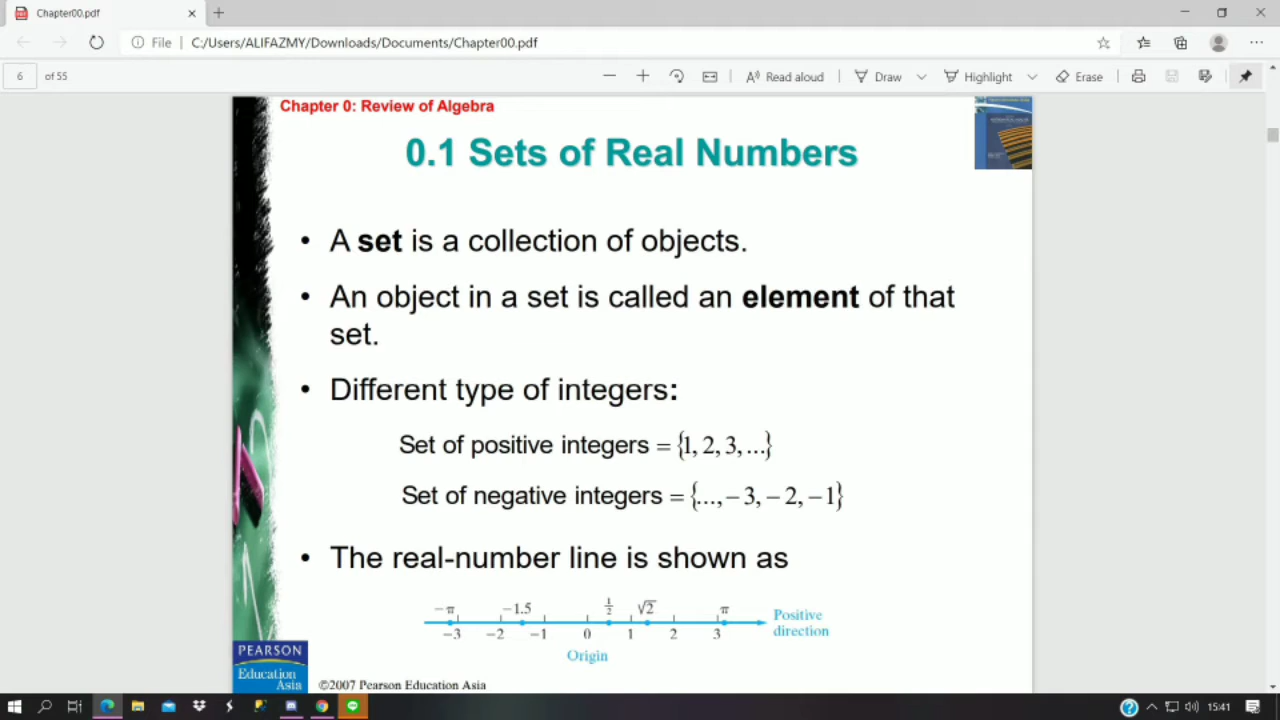 Chapter00.pdf
File | C:/Users/ALIFAZMY/Downloads/Documents/Chapter00.pdf
6 of 55 Read aloud Draw Highlight Erase
Chapter 0: Review of Algebra
0.1 Sets of Real Numbers
• A set is a collection of objects.
• An object in a set is called an element of that
set.
• Different type of integers:
Set of positive integers = {1, 2, 3, ...}
Set of negative integers = {..., − 3, − 2, −1}
• The real-number line is shown as
−π −1.5 1/2 √2 π
−3 −2 −1 0 1 2 3
Positive
direction
Origin
PEARSON
Education
Asia
©2007 Pearson Education Asia
15:41